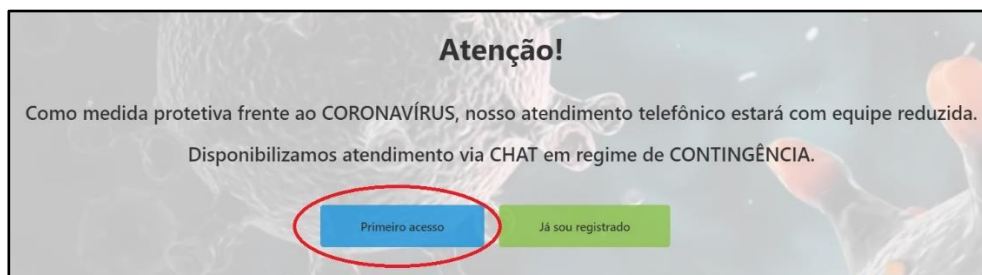 Atenção!
Como medida protetiva frente ao CORONAVÍRUS, nosso atendimento telefônico estará com equipe reduzida.
Disponibilizamos atendimento via CHAT em regime de CONTINGÊNCIA.
Primeiro acesso
Já sou registrado